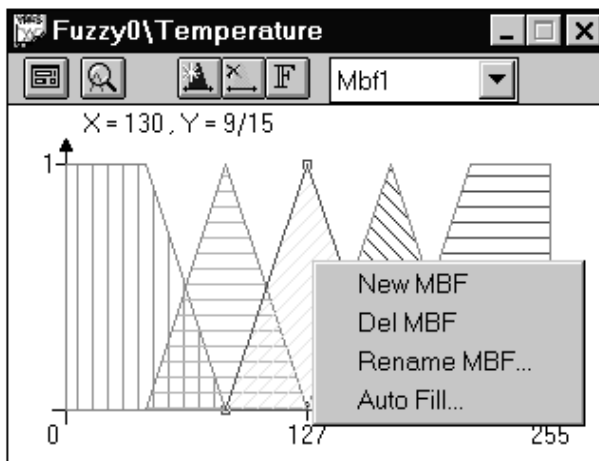 Fuzzy0\Temperature
F
Mbf1
X = 130 , Y = 9/15
1
New MBF
Del MBF
Rename MBF...
Auto Fill...
0
127
255